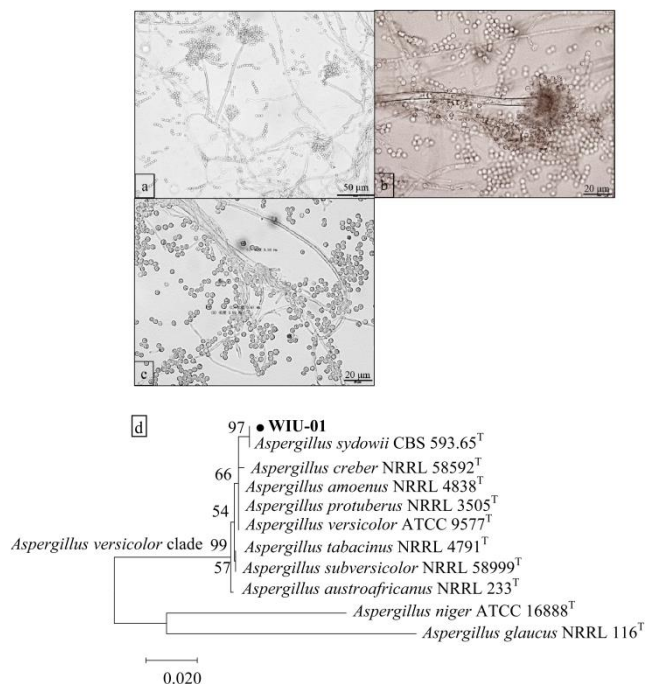 a
50 μm
b
20 μm
c
20 μm
d
97
● WIU-01
Aspergillus sydowii CBS 593.65ᵀ
66
Aspergillus creber NRRL 58592ᵀ
Aspergillus amoenus NRRL 4838ᵀ
54
Aspergillus protuberus NRRL 3505ᵀ
Aspergillus versicolor ATCC 9577ᵀ
Aspergillus versicolor clade 99
Aspergillus tabacinus NRRL 4791ᵀ
57
Aspergillus subversicolor NRRL 58999ᵀ
Aspergillus austroafricanus NRRL 233ᵀ
Aspergillus niger ATCC 16888ᵀ
Aspergillus glaucus NRRL 116ᵀ
0.020